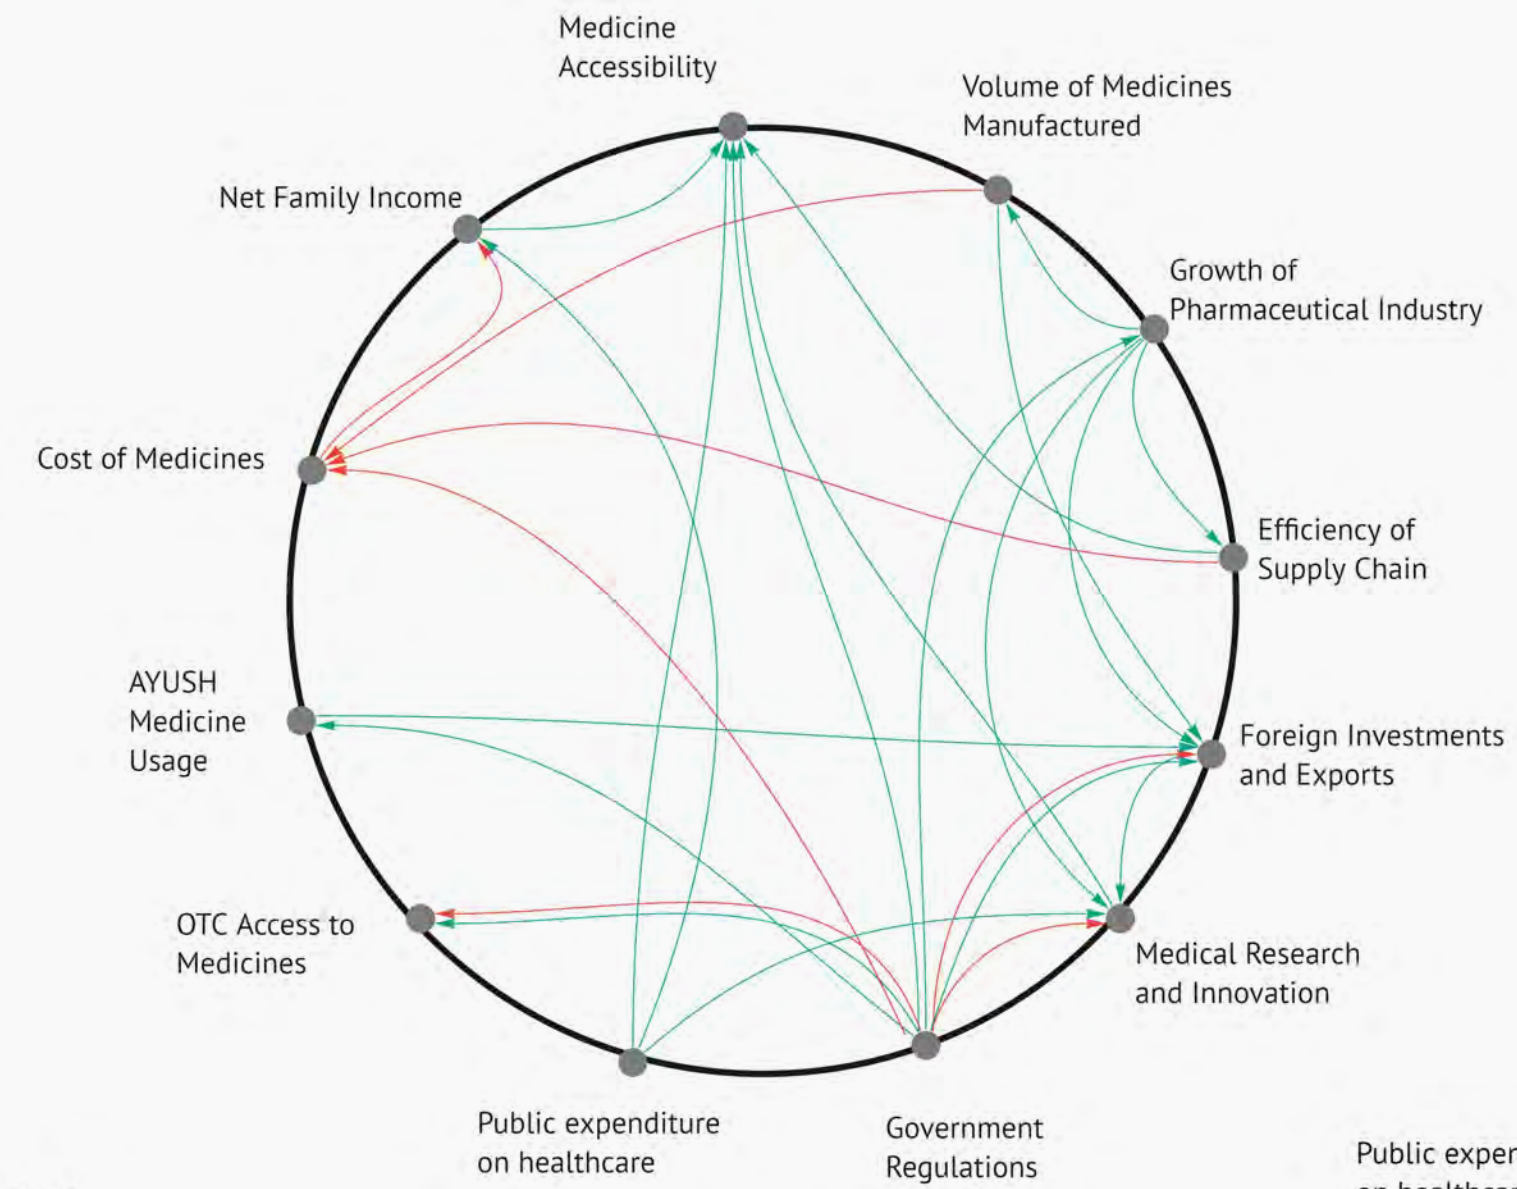 Medicine
Accessibility
Volume of Medicines
Manufactured
Net Family Income
Growth of
Pharmaceutical Industry
Cost of Medicines
Efficiency of
Supply Chain
AYUSH
Medicine
Usage
Foreign Investments
and Exports
OTC Access to
Medicines
Medical Research
and Innovation
Public expenditure
on healthcare
Government
Regulations
Public